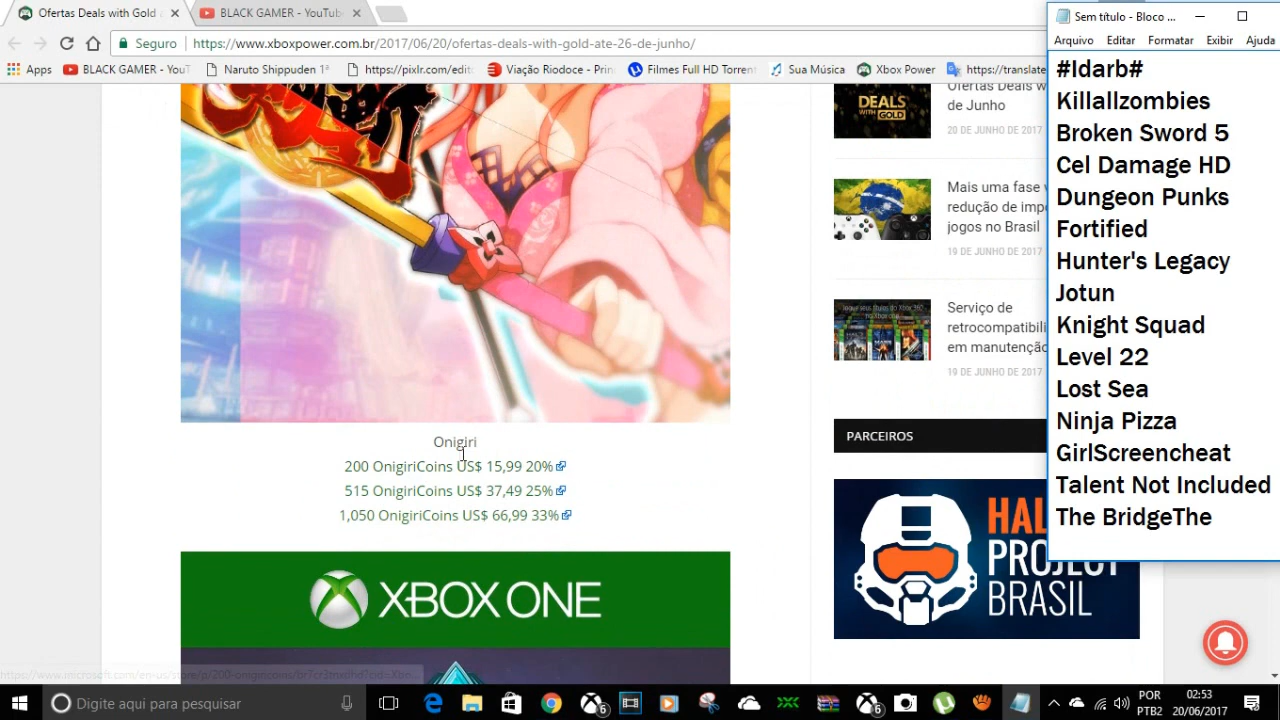 Ofertas Deals with Gold a
BLACK GAMER - YouTube
Seguro
https://www.xboxpower.com.br/2017/06/20/ofertas-deals-with-gold-ate-26-de-junho/
Apps
BLACK GAMER - YouT
Naruto Shippuden 1ª
https://pixlr.com/edit
Viação Riodoce - Prin
Filmes Full HD Torrent
Sua Música
Xbox Power
https://translate
Onigiri
200 OnigiriCoins US$ 15,99 20%
515 OnigiriCoins US$ 37,49 25%
1,050 OnigiriCoins US$ 66,99 33%
XBOX ONE
DEALS
WITH GOLD
Ofertas Deals w
de Junho
20 DE JUNHO DE 2017
Mais uma fase v
redução de impo
jogos no Brasil
19 DE JUNHO DE 2017
Serviço de
retrocompatibili
em manutenção
19 DE JUNHO DE 2017
PARCEIROS
HAL
PROJECT
BRASIL
Sem título - Bloco ...
Arquivo Editar Formatar Exibir Ajuda
#Idarb#
Killallzombies
Broken Sword 5
Cel Damage HD
Dungeon Punks
Fortified
Hunter's Legacy
Jotun
Knight Squad
Level 22
Lost Sea
Ninja Pizza
GirlScreencheat
Talent Not Included
The BridgeThe
Digite aqui para pesquisar
POR
PTB2
02:53
20/06/2017